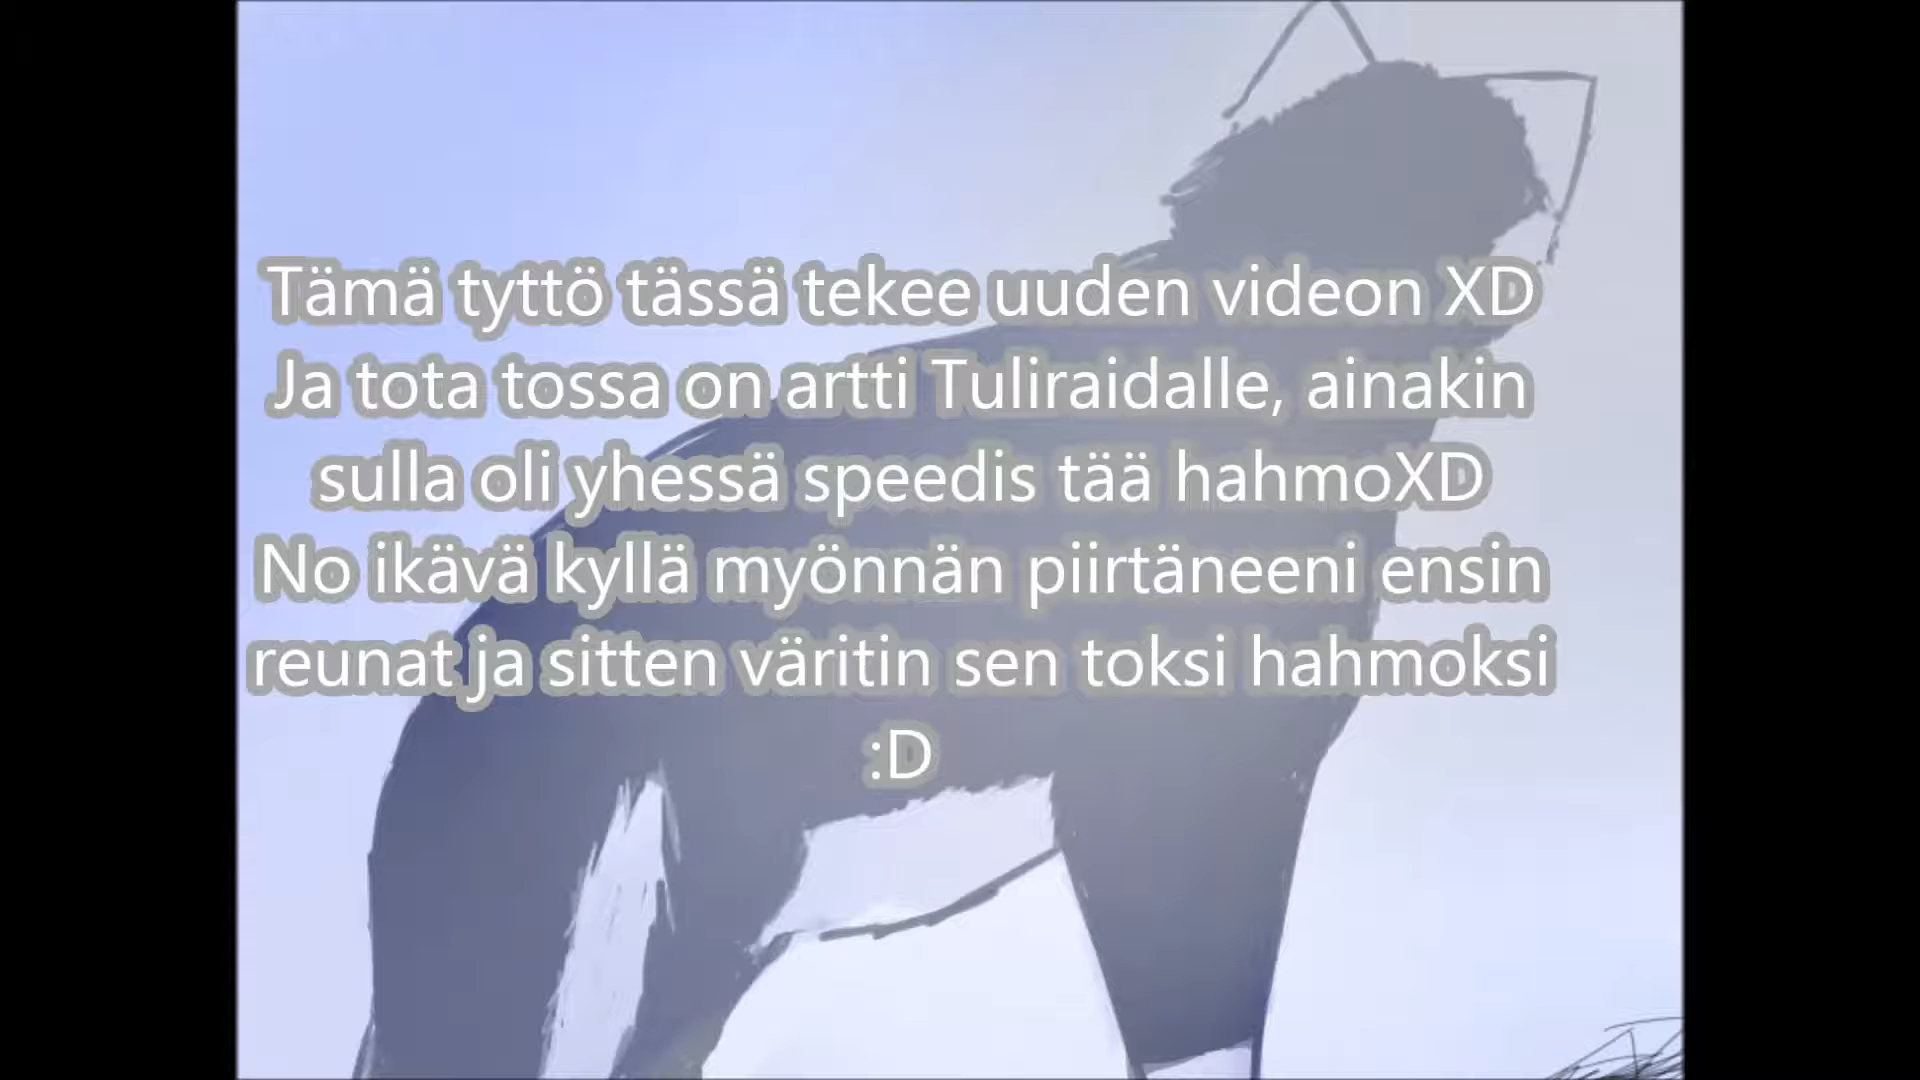 Tämä tyttö tässä tekee uuden videon XD
Ja tota tossa on artti Tuliraidalle, ainakin
sulla oli yhessä speedis tää hahmoXD
No ikävä kyllä myönnän piirtäneeni ensin
reunat ja sitten väritin sen toksi hahmoksi
:D